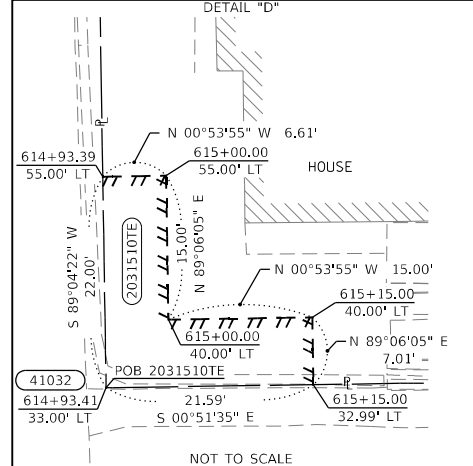 DETAIL "D"
PL
N 00°53'55" W 6.61'
614+93.39
55.00' LT
615+00.00
55.00' LT
HOUSE
S 89°04'22" W
22.00'
2031510TE
15.00'
N 89°06'05" E
N 00°53'55" W 15.00'
615+15.00
40.00' LT
615+00.00
40.00' LT
N 89°06'05" E
7.01'
41032
POB 2031510TE
PL
614+93.41
33.00' LT
21.59'
S 00°51'35" E
615+15.00
32.99' LT
NOT TO SCALE